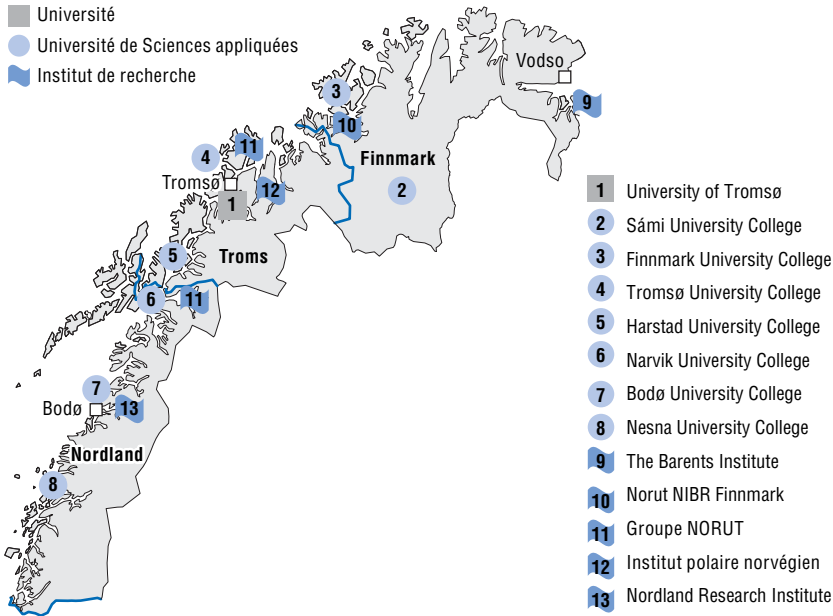 Université
Université de Sciences appliquées
Institut de recherche
Vodso
3
9
10
11
4
Finnmark
Tromsø
12
2
1
5
Troms
6
11
7
Bodø
13
Nordland
8
1 University of Tromsø
2 Sámi University College
3 Finnmark University College
4 Tromsø University College
5 Harstad University College
6 Narvik University College
7 Bodø University College
8 Nesna University College
9 The Barents Institute
10 Norut NIBR Finnmark
11 Groupe NORUT
12 Institut polaire norvégien
13 Nordland Research Institute